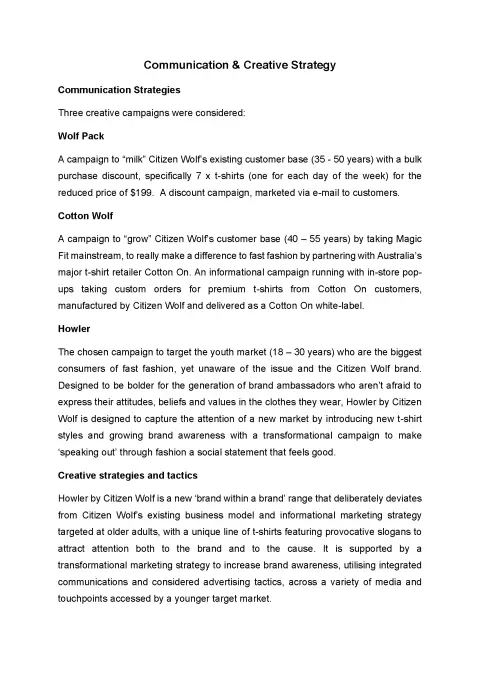 Communication & Creative Strategy
Communication Strategies
Three creative campaigns were considered:
Wolf Pack
A campaign to “milk” Citizen Wolf’s existing customer base (35 - 50 years) with a bulk
purchase discount, specifically 7 x t-shirts (one for each day of the week) for the
reduced price of $199.  A discount campaign, marketed via e-mail to customers.
Cotton Wolf
A campaign to “grow” Citizen Wolf’s customer base (40 – 55 years) by taking Magic
Fit mainstream, to really make a difference to fast fashion by partnering with Australia’s
major t-shirt retailer Cotton On. An informational campaign running with in-store pop-
ups taking custom orders for premium t-shirts from Cotton On customers,
manufactured by Citizen Wolf and delivered as a Cotton On white-label.
Howler
The chosen campaign to target the youth market (18 – 30 years) who are the biggest
consumers of fast fashion, yet unaware of the issue and the Citizen Wolf brand.
Designed to be bolder for the generation of brand ambassadors who aren’t afraid to
express their attitudes, beliefs and values in the clothes they wear, Howler by Citizen
Wolf is designed to capture the attention of a new market by introducing new t-shirt
styles and growing brand awareness with a transformational campaign to make
‘speaking out’ through fashion a social statement that feels good.
Creative strategies and tactics
Howler by Citizen Wolf is a new ‘brand within a brand’ range that deliberately deviates
from Citizen Wolf’s existing business model and informational marketing strategy
targeted at older adults, with a unique line of t-shirts featuring provocative slogans to
attract attention both to the brand and to the cause. It is supported by a
transformational marketing strategy to increase brand awareness, utilising integrated
communications and considered advertising tactics, across a variety of media and
touchpoints accessed by a younger target market.